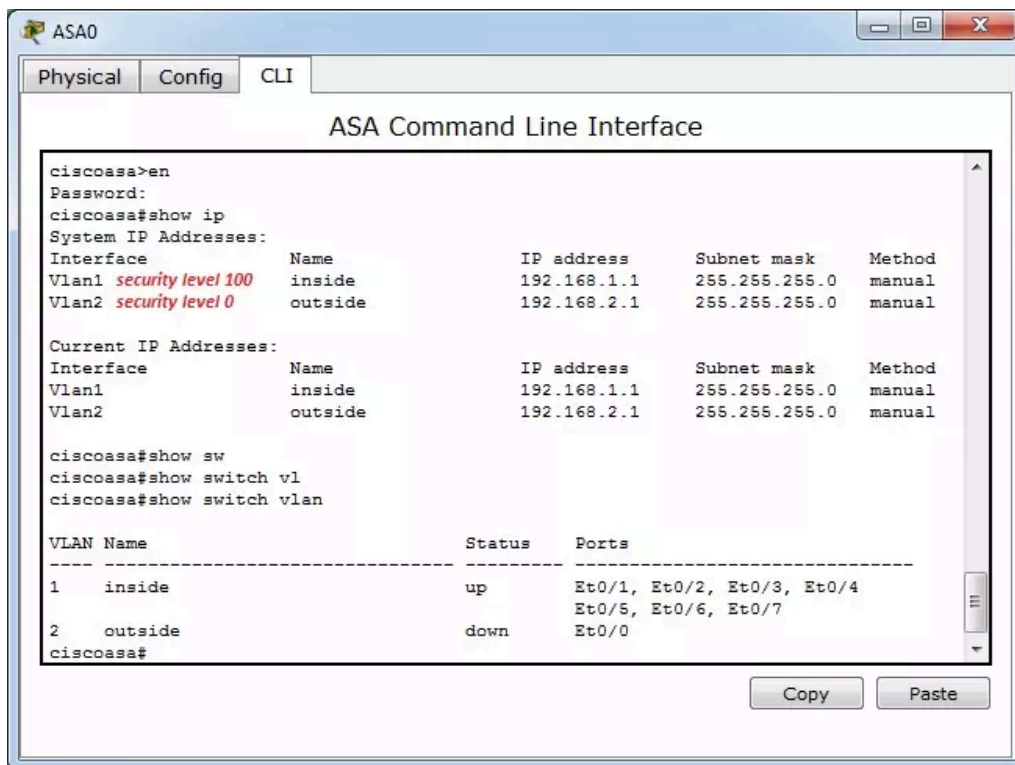 ASA0
Physical Config CLI
ASA Command Line Interface
ciscoasa>en
Password:
ciscoasa#show ip
System IP Addresses:
Interface Name IP address Subnet mask Method
Vlan1 security level 100 inside 192.168.1.1 255.255.255.0 manual
Vlan2 security level 0 outside 192.168.2.1 255.255.255.0 manual
Current IP Addresses:
Interface Name IP address Subnet mask Method
Vlan1 inside 192.168.1.1 255.255.255.0 manual
Vlan2 outside 192.168.2.1 255.255.255.0 manual
ciscoasa#show sw
ciscoasa#show switch vl
ciscoasa#show switch vlan
VLAN Name Status Ports
---- -------------------------------- --------- --------------------------------
1 inside up Et0/1, Et0/2, Et0/3, Et0/4
Et0/5, Et0/6, Et0/7
2 outside down Et0/0
ciscoasa#
Copy Paste